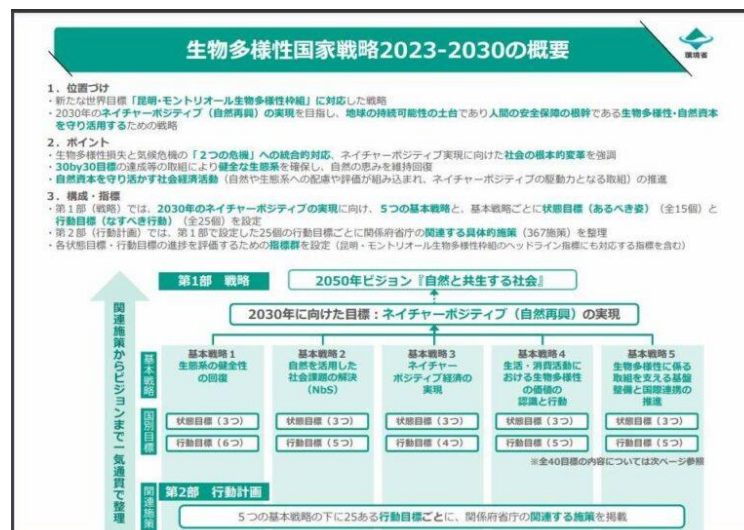 生物多様性国家戦略2023-2030の概要
環境省
1．位置づけ
・新たな世界目標「昆明・モントリオール生物多様性枠組」に対応した戦略
・2030年のネイチャーポジティブ（自然再興）の実現を目指し、地球の持続可能性の土台であり人間の安全保障の根幹である生物多様性・自然資本
を守り活用するための戦略
2．ポイント
・生物多様性損失と気候危機の「２つの危機」への統合的対応、ネイチャーポジティブ実現に向けた社会の根本的変革を強調
・30by30目標の達成等の取組により健全な生態系を確保し、自然の恵みを維持回復
・自然資本を守り活かす社会経済活動（自然や生態系への配慮や評価が組み込まれ、ネイチャーポジティブの駆動力となる取組）の推進
3．構成・指標
・第１部（戦略）では、2030年のネイチャーポジティブの実現に向け、５つの基本戦略と、基本戦略ごとに状態目標（あるべき姿）（全15個）と
行動目標（なすべき行動）（全25個）を設定
・第２部（行動計画）では、第１部で設定した25個の行動目標ごとに関係府省庁の関連する具体的施策（367施策）を整理
・各状態目標・行動目標の進捗を評価するための指標群を設定（昆明・モントリオール生物多様性枠組のヘッドライン指標にも対応する指標を含む）
関連施策からビジョンまで一気通貫で整理
第1部 戦略
2050年ビジョン『自然と共生する社会』
2030年に向けた目標：ネイチャーポジティブ（自然再興）の実現
基本戦略
基本戦略１
生態系の健全性
の回復
基本戦略２
自然を活用した
社会課題の解決
（NbS）
基本戦略３
ネイチャー
ポジティブ経済の
実現
基本戦略４
生活・消費活動に
おける生物多様性
の価値の
認識と行動
基本戦略５
生物多様性に係る
取組を支える基盤
整備と国際連携の
推進
国別目標
状態目標（３つ）
状態目標（３つ）
状態目標（３つ）
状態目標（３つ）
状態目標（３つ）
行動目標（６つ）
行動目標（５つ）
行動目標（４つ）
行動目標（５つ）
行動目標（５つ）
※全40目標の内容については次ページ参照
関連施策
第2部 行動計画
５つの基本戦略の下に25ある行動目標ごとに、関係府省庁の関連する施策を掲載